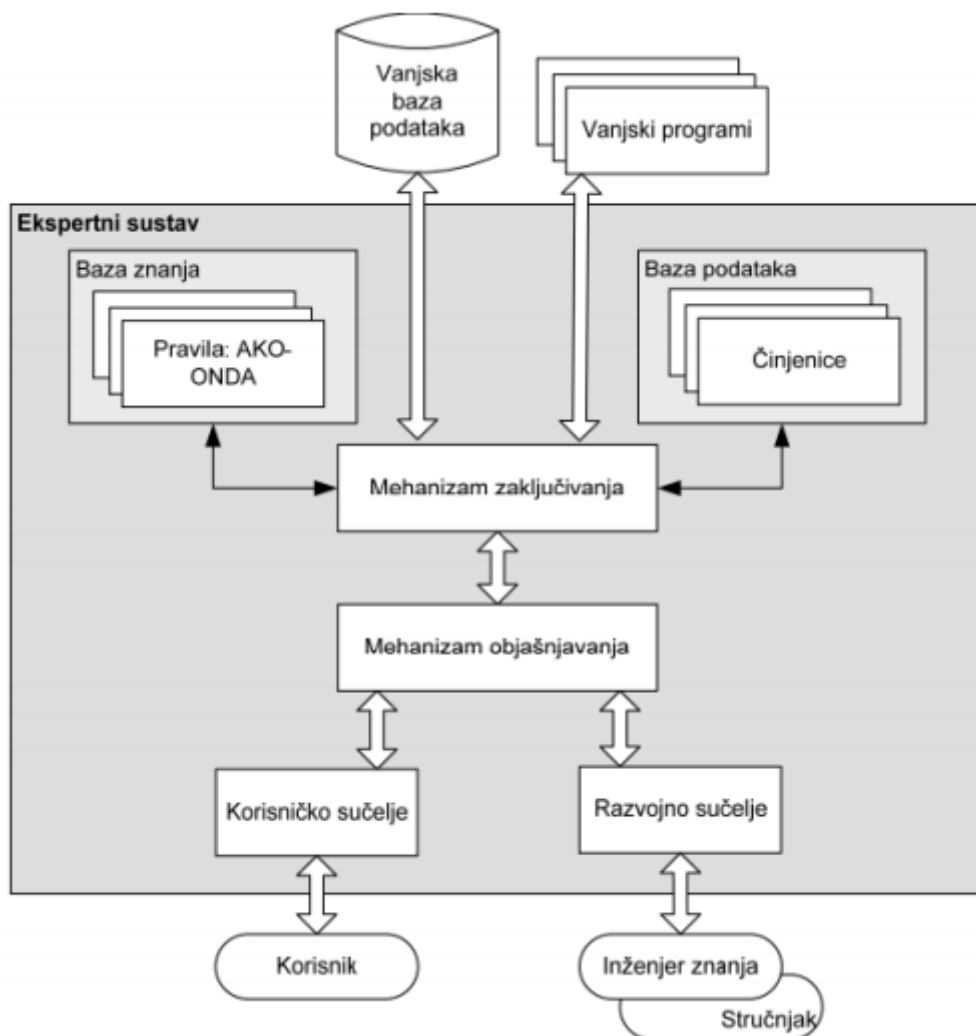 Vanjska
baza
podataka
Vanjski programi
Ekspertni sustav
Baza znanja
Pravila: AKO-
ONDA
Baza podataka
Činjenice
Mehanizam zaključivanja
Mehanizam objašnjavanja
Korisničko sučelje
Razvojno sučelje
Korisnik
Inženjer znanja
Stručnjak